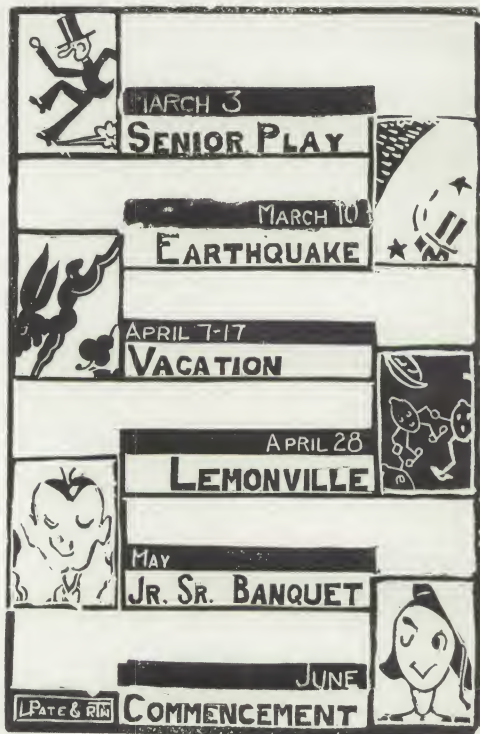 MARCH 3
SENIOR PLAY
MARCH 10
EARTHQUAKE
APRIL 7-17
VACATION
APRIL 28
LEMONVILLE
MAY
JR. SR. BANQUET
JUNE
COMMENCEMENT
L PATE & RTW